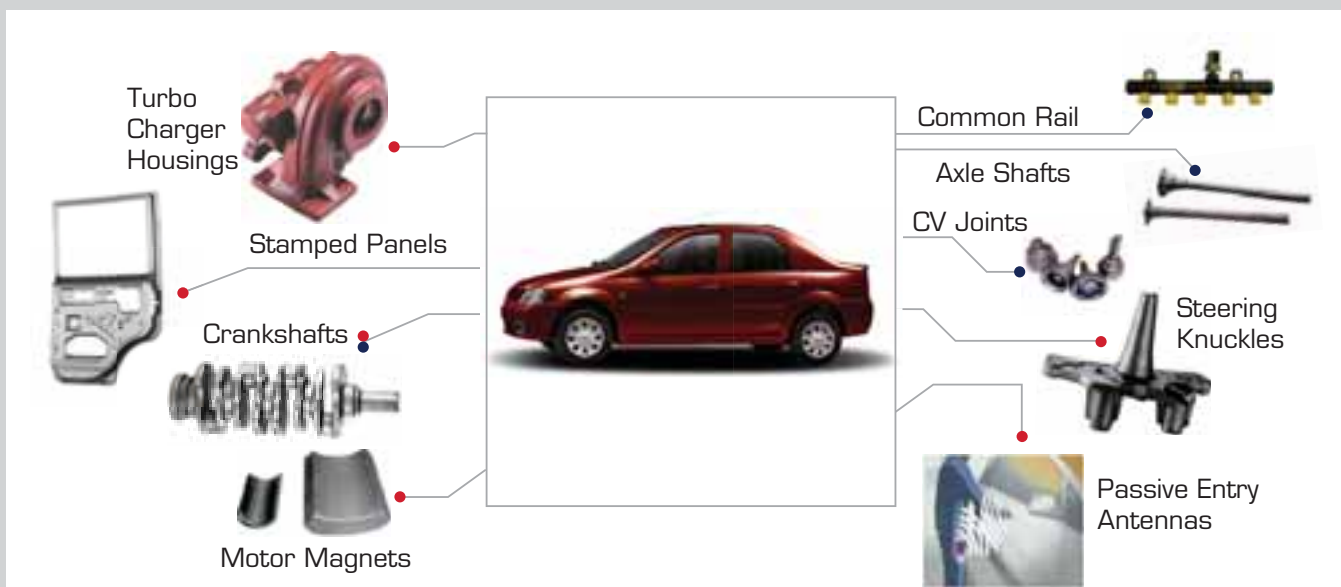 Turbo
Charger
Housings
Stamped Panels
Crankshafts
Motor Magnets
Common Rail
Axle Shafts
CV Joints
Steering
Knuckles
Passive Entry
Antennas